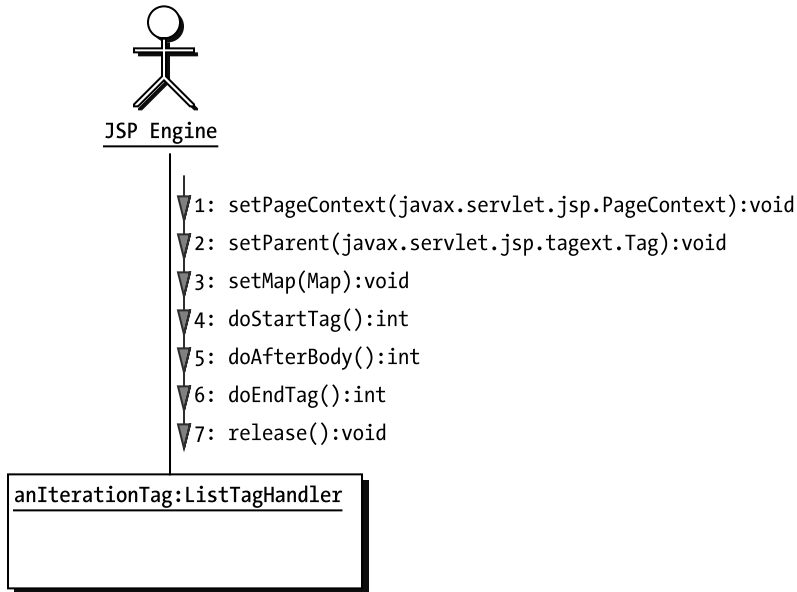 JSP Engine
1: setPageContext(javax.servlet.jsp.PageContext):void
2: setParent(javax.servlet.jsp.tagext.Tag):void
3: setMap(Map):void
4: doStartTag():int
5: doAfterBody():int
6: doEndTag():int
7: release():void
anIterationTag:ListTagHandler